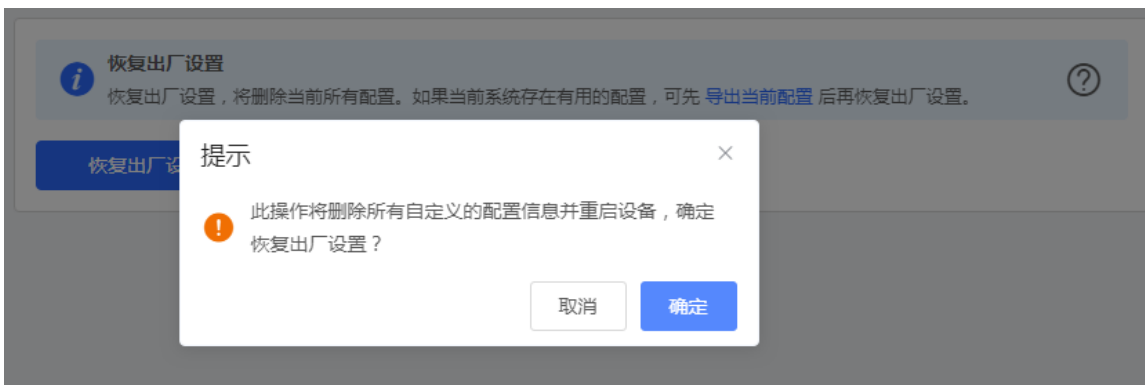 恢复出厂设置
恢复出厂设置，将删除当前所有配置。如果当前系统存在有用的配置，可先 导出当前配置 后再恢复出厂设置。
恢复出厂设
提示
此操作将删除所有自定义的配置信息并重启设备，确定
恢复出厂设置？
取消
确定